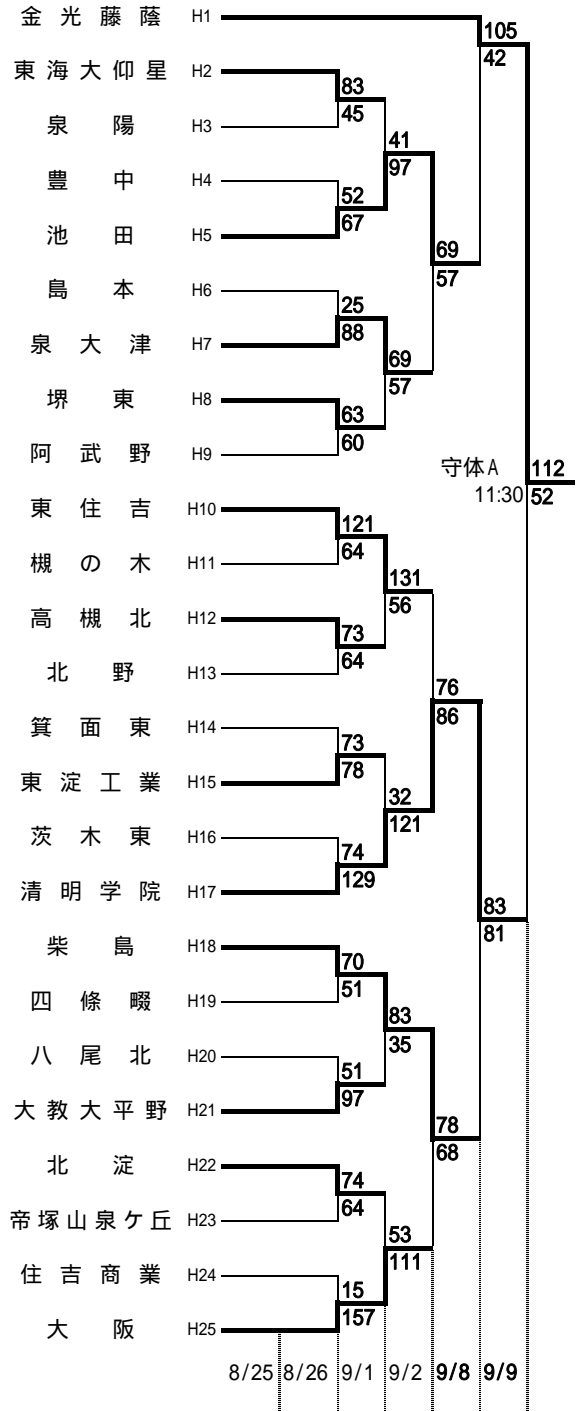 金光藤蔭 H1
105
42
東海大仰星 H2
83
45
泉陽 H3
41
97
豊中 H4
52
67
池田 H5
69
57
島本 H6
25
88
泉大津 H7
69
57
堺東 H8
63
60
阿武野 H9
守体A 112
11:30 52
東住吉 H10
121
64
槻の木 H11
131
56
高槻北 H12
73
64
北野 H13
76
86
箕面東 H14
73
78
東淀工業 H15
32
121
茨木東 H16
74
129
清明学院 H17
83
81
柴島 H18
70
51
四條畷 H19
83
35
八尾北 H20
51
97
大教大平野 H21
78
68
北淀 H22
74
64
帝塚山泉ケ丘 H23
53
111
住吉商業 H24
15
157
大阪 H25
8/25 8/26 9/1 9/2 9/8 9/9